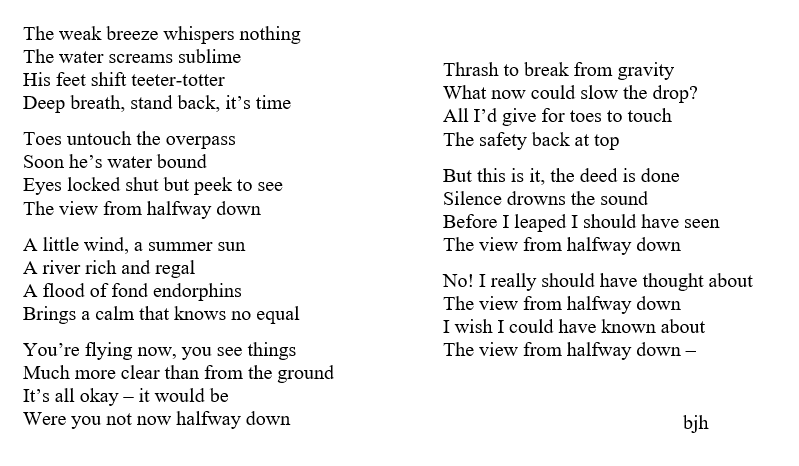 The weak breeze whispers nothing
The water screams sublime
His feet shift teeter-totter
Deep breath, stand back, it’s time
Toes untouch the overpass
Soon he’s water bound
Eyes locked shut but peek to see
The view from halfway down
A little wind, a summer sun
A river rich and regal
A flood of fond endorphins
Brings a calm that knows no equal
You’re flying now, you see things
Much more clear than from the ground
It’s all okay – it would be
Were you not now halfway down
Thrash to break from gravity
What now could slow the drop?
All I’d give for toes to touch
The safety back at top
But this is it, the deed is done
Silence drowns the sound
Before I leaped I should have seen
The view from halfway down
No! I really should have thought about
The view from halfway down
I wish I could have known about
The view from halfway down –
bjh